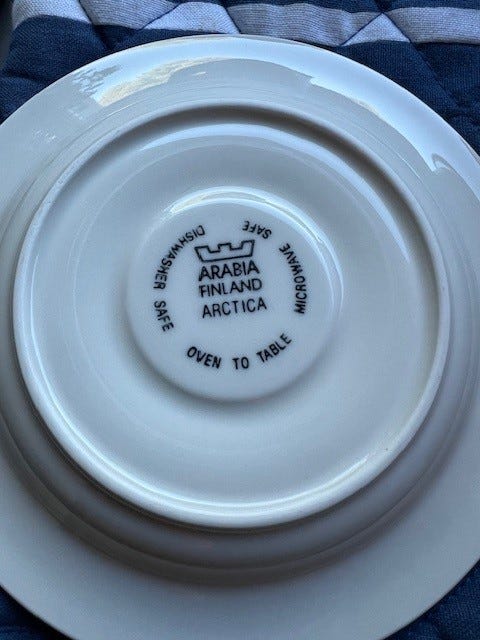 ARABIA
FINLAND
ARCTICA
DISHWASHER SAFE
OVEN TO TABLE
MICROWAVE SAFE